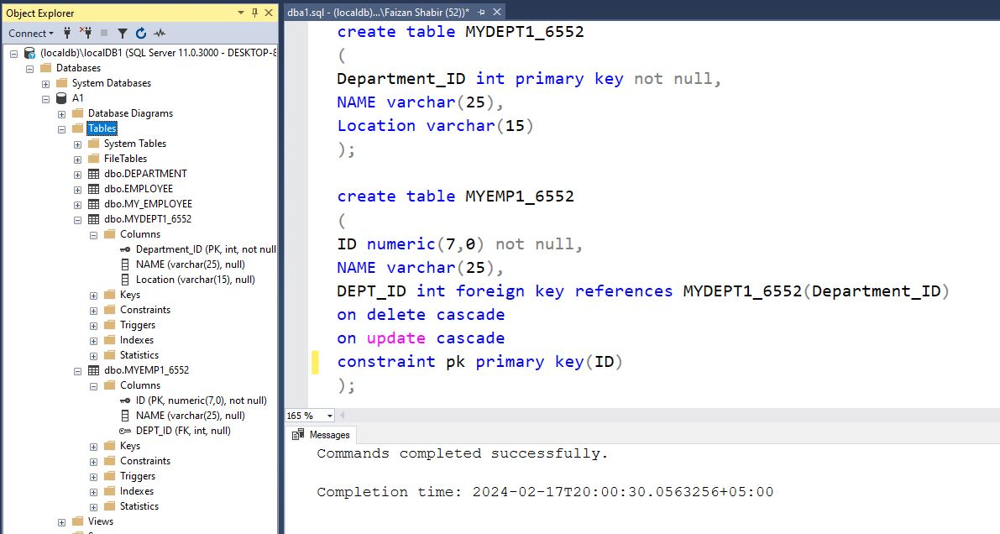 Object Explorer
Connect
(localdb)\localDB1 (SQL Server 11.0.3000 - DESKTOP-8
Databases
System Databases
A1
Database Diagrams
Tables
System Tables
FileTables
dbo.DEPARTMENT
dbo.EMPLOYEE
dbo.MY_EMPLOYEE
dbo.MYDEPT1_6552
Columns
Department_ID (PK, int, not null
NAME (varchar(25), null)
Location (varchar(15), null)
Keys
Constraints
Triggers
Indexes
Statistics
dbo.MYEMP1_6552
Columns
ID (PK, numeric(7,0), not null)
NAME (varchar(25), null)
DEPT_ID (FK, int, null)
Keys
Constraints
Triggers
Indexes
Statistics
Views
dba1.sql - (localdb)...\Faizan Shabir (52))*
create table MYDEPT1_6552
(
Department_ID int primary key not null,
NAME varchar(25),
Location varchar(15)
);
create table MYEMP1_6552
(
ID numeric(7,0) not null,
NAME varchar(25),
DEPT_ID int foreign key references MYDEPT1_6552(Department_ID)
on delete cascade
on update cascade
constraint pk primary key(ID)
);
165 %
Messages
Commands completed successfully.
Completion time: 2024-02-17T20:00:30.0563256+05:00